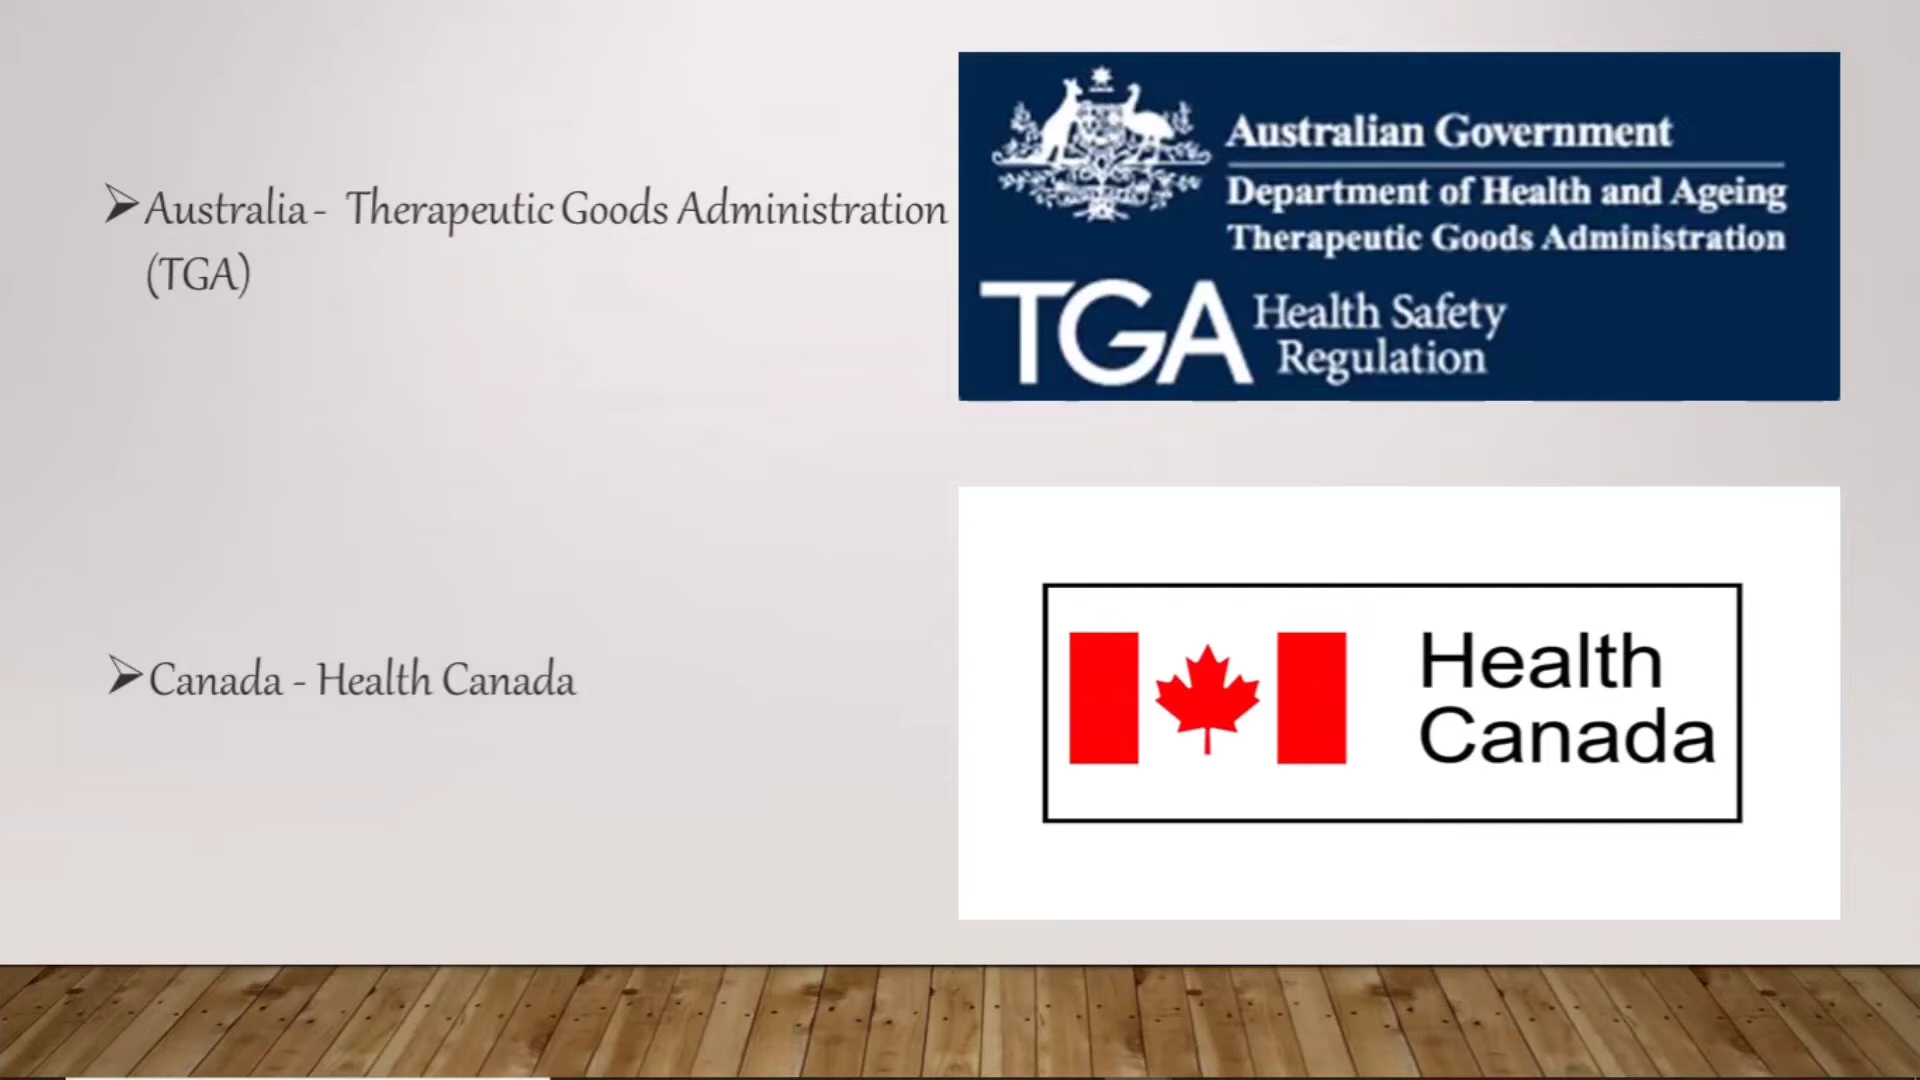 Australia - Therapeutic Goods Administration
(TGA)
Australian Government
Department of Health and Ageing
Therapeutic Goods Administration
TGA Health Safety
Regulation
Canada - Health Canada
Health
Canada